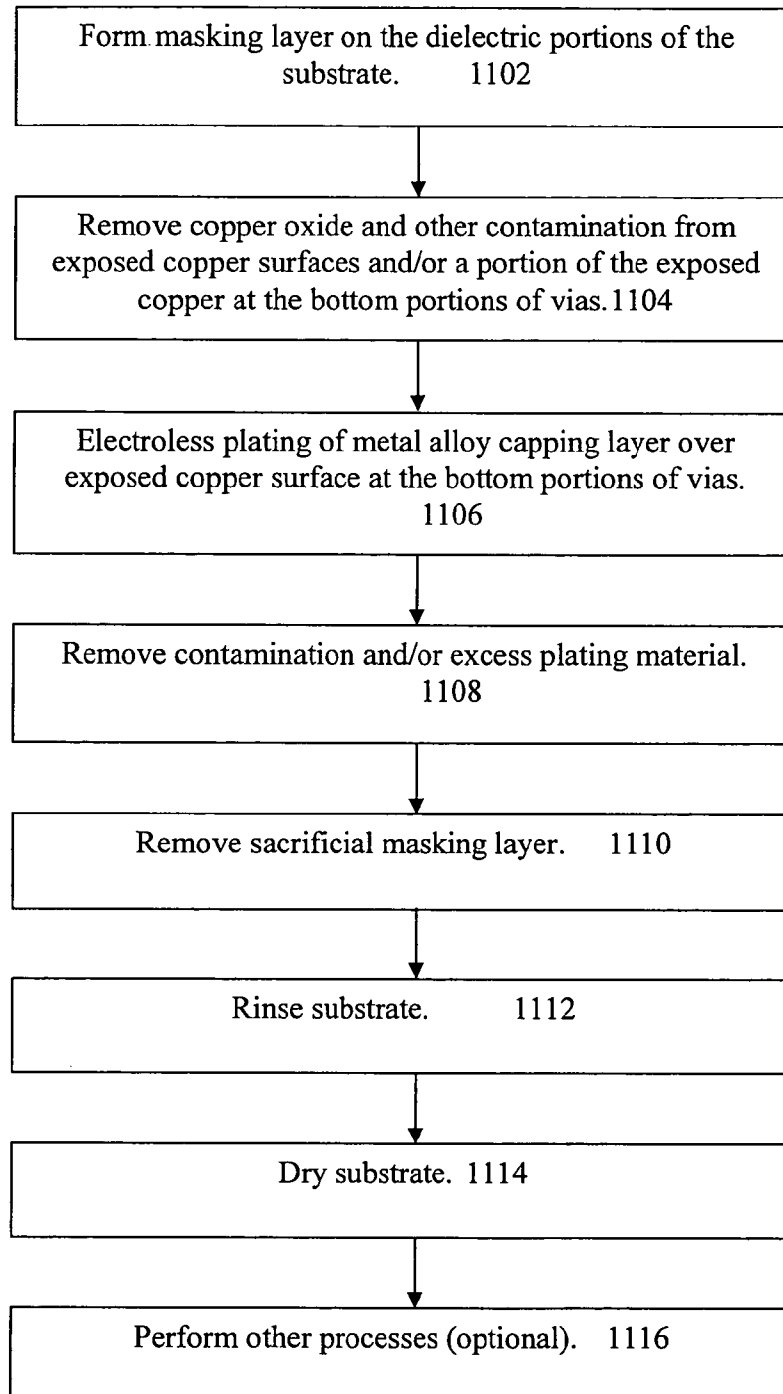 Form masking layer on the dielectric portions of the
substrate. 1102
Remove copper oxide and other contamination from
exposed copper surfaces and/or a portion of the exposed
copper at the bottom portions of vias. 1104
Electroless plating of metal alloy capping layer over
exposed copper surface at the bottom portions of vias.
1106
Remove contamination and/or excess plating material.
1108
Remove sacrificial masking layer. 1110
Rinse substrate. 1112
Dry substrate. 1114
Perform other processes (optional). 1116